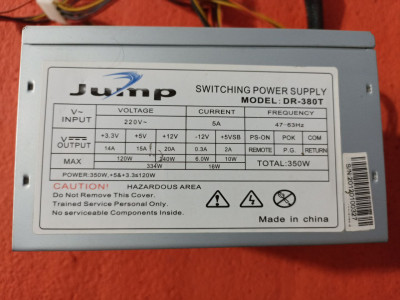 Jump
SWITCHING POWER SUPPLY
MODEL: DR-380T
V~ INPUT VOLTAGE CURRENT FREQUENCY
220V~ 5A 47-63Hz
V OUTPUT +3.3V +5V +12V -12V +5VSB PS-ON POK COM
14A 15A 20A 0.3A 2A REMOTE P.G. RETURN
MAX 120W 240W 6.0W 10W TOTAL:350W
334W 16W
POWER:350W,+5&+3.3≤120W
CAUTION! HAZARDOUS AREA
Do Not Remove This Cover.
Trained Service Personal Only.
No serviceable Components Inside.
Made in china